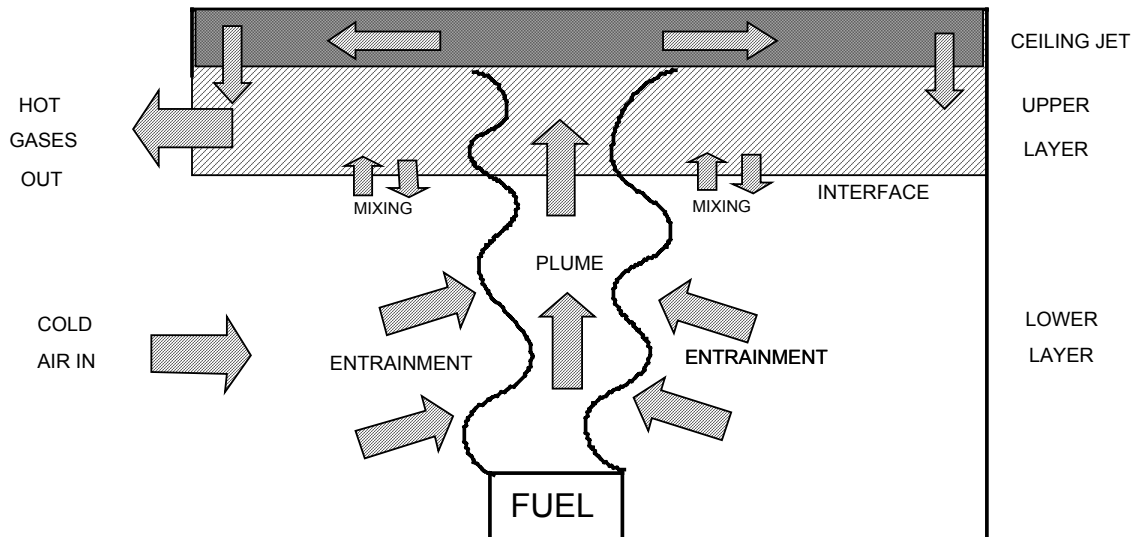 CEILING JET
HOT
GASES
OUT
UPPER
LAYER
MIXING
MIXING
INTERFACE
PLUME
COLD
AIR IN
ENTRAINMENT
ENTRAINMENT
LOWER
LAYER
FUEL